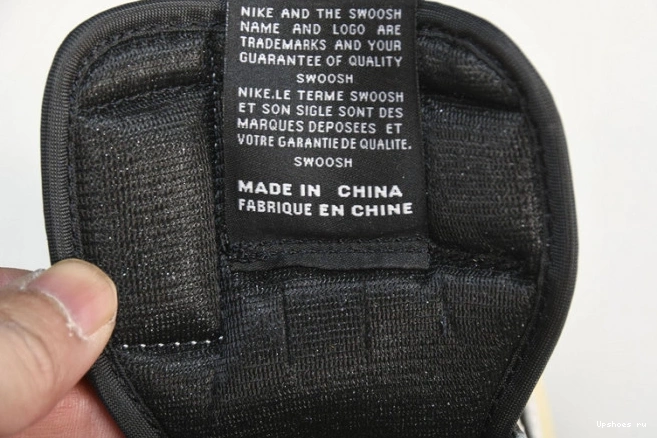 NIKE AND THE SWOOSH
NAME AND LOGO ARE
TRADEMARKS AND YOUR
GUARANTEE OF QUALITY
SWOOSH
NIKE.LE TERME SWOOSH
ET SON SIGLE SONT DES
MARQUES DEPOSEES ET
VOTRE GARANTIE DE QUALITE.
SWOOSH
MADE IN CHINA
FABRIQUE EN CHINE
Upshoes ru